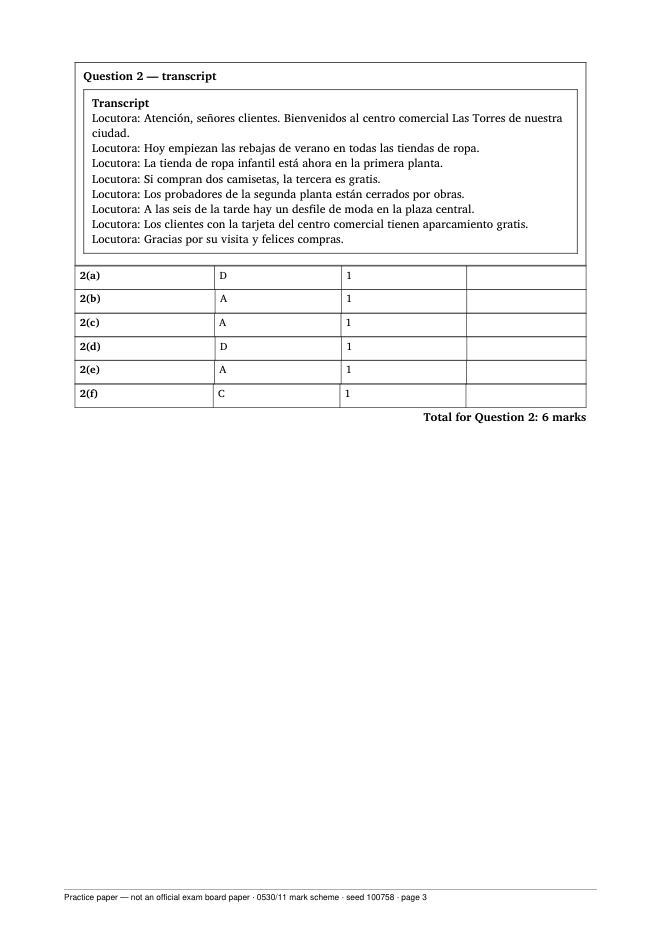 Question 2 — transcript
Transcript
Locutora: Atención, señores clientes. Bienvenidos al centro comercial Las Torres de nuestra
ciudad.
Locutora: Hoy empiezan las rebajas de verano en todas las tiendas de ropa.
Locutora: La tienda de ropa infantil está ahora en la primera planta.
Locutora: Si compran dos camisetas, la tercera es gratis.
Locutora: Los probadores de la segunda planta están cerrados por obras.
Locutora: A las seis de la tarde hay un desfile de moda en la plaza central.
Locutora: Los clientes con la tarjeta del centro comercial tienen aparcamiento gratis.
Locutora: Gracias por su visita y felices compras.
2(a) D 1
2(b) A 1
2(c) A 1
2(d) D 1
2(e) A 1
2(f) C 1
Total for Question 2: 6 marks
Practice paper — not an official exam board paper · 0530/11 mark scheme · seed 100758 · page 3